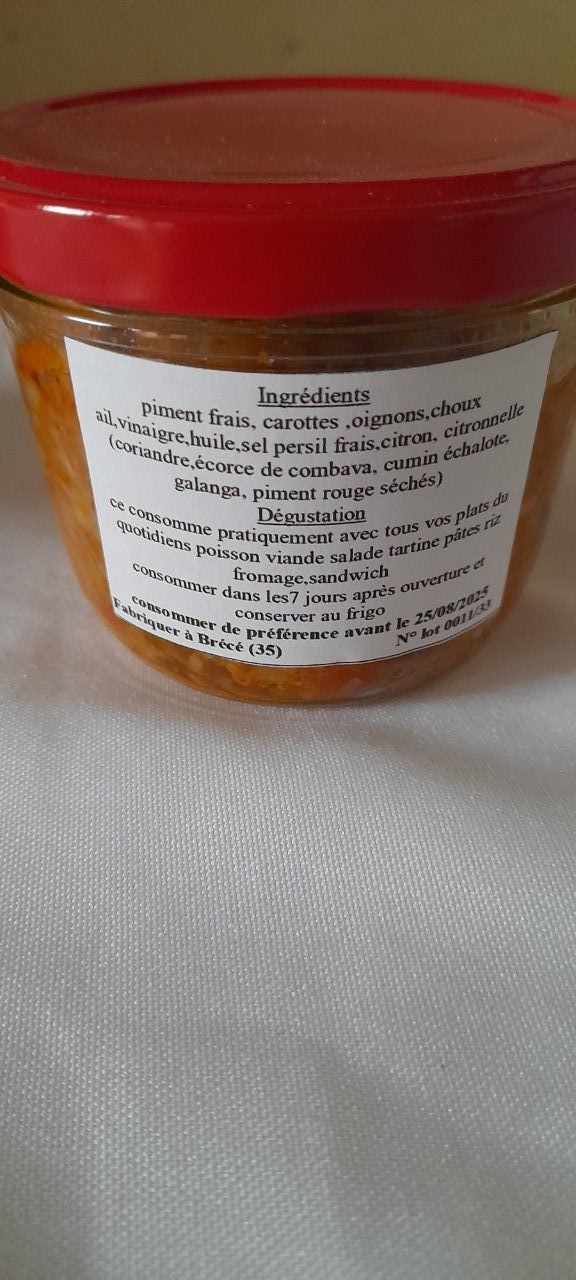 Ingrédients
piment frais, carottes ,oignons,choux
ail,vinaigre,huile,sel persil frais,citron, citronnelle
(coriandre,écorce de combava, cumin échalote,
galanga, piment rouge séchés)
Dégustation
ce consomme pratiquement avec tous vos plats du
quotidiens poisson viande salade tartine pâtes riz
fromage,sandwich
consommer dans les7 jours après ouverture et
conserver au frigo
consommer de préférence avant le 25/08/2025
Fabriquer à Brécé (35) N° lot 0011/33